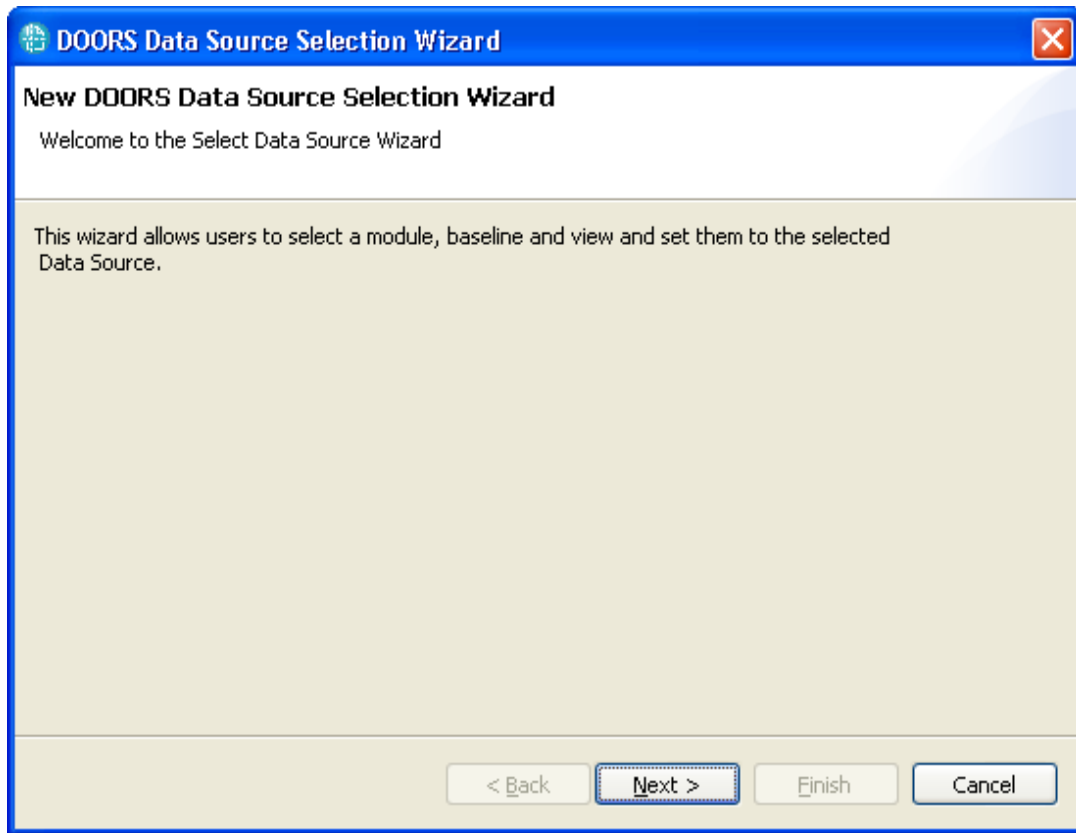 DOORS Data Source Selection Wizard
New DOORS Data Source Selection Wizard
Welcome to the Select Data Source Wizard
This wizard allows users to select a module, baseline and view and set them to the selected
Data Source.
< Back Next > Finish Cancel